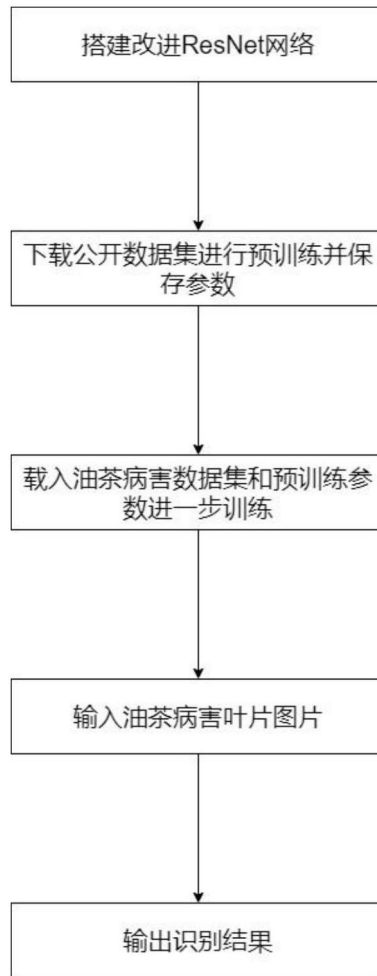 搭建改进ResNet网络
下载公开数据集进行预训练并保
存参数
载入油茶病害数据集和预训练参
数进一步训练
输入油茶病害叶片图片
输出识别结果